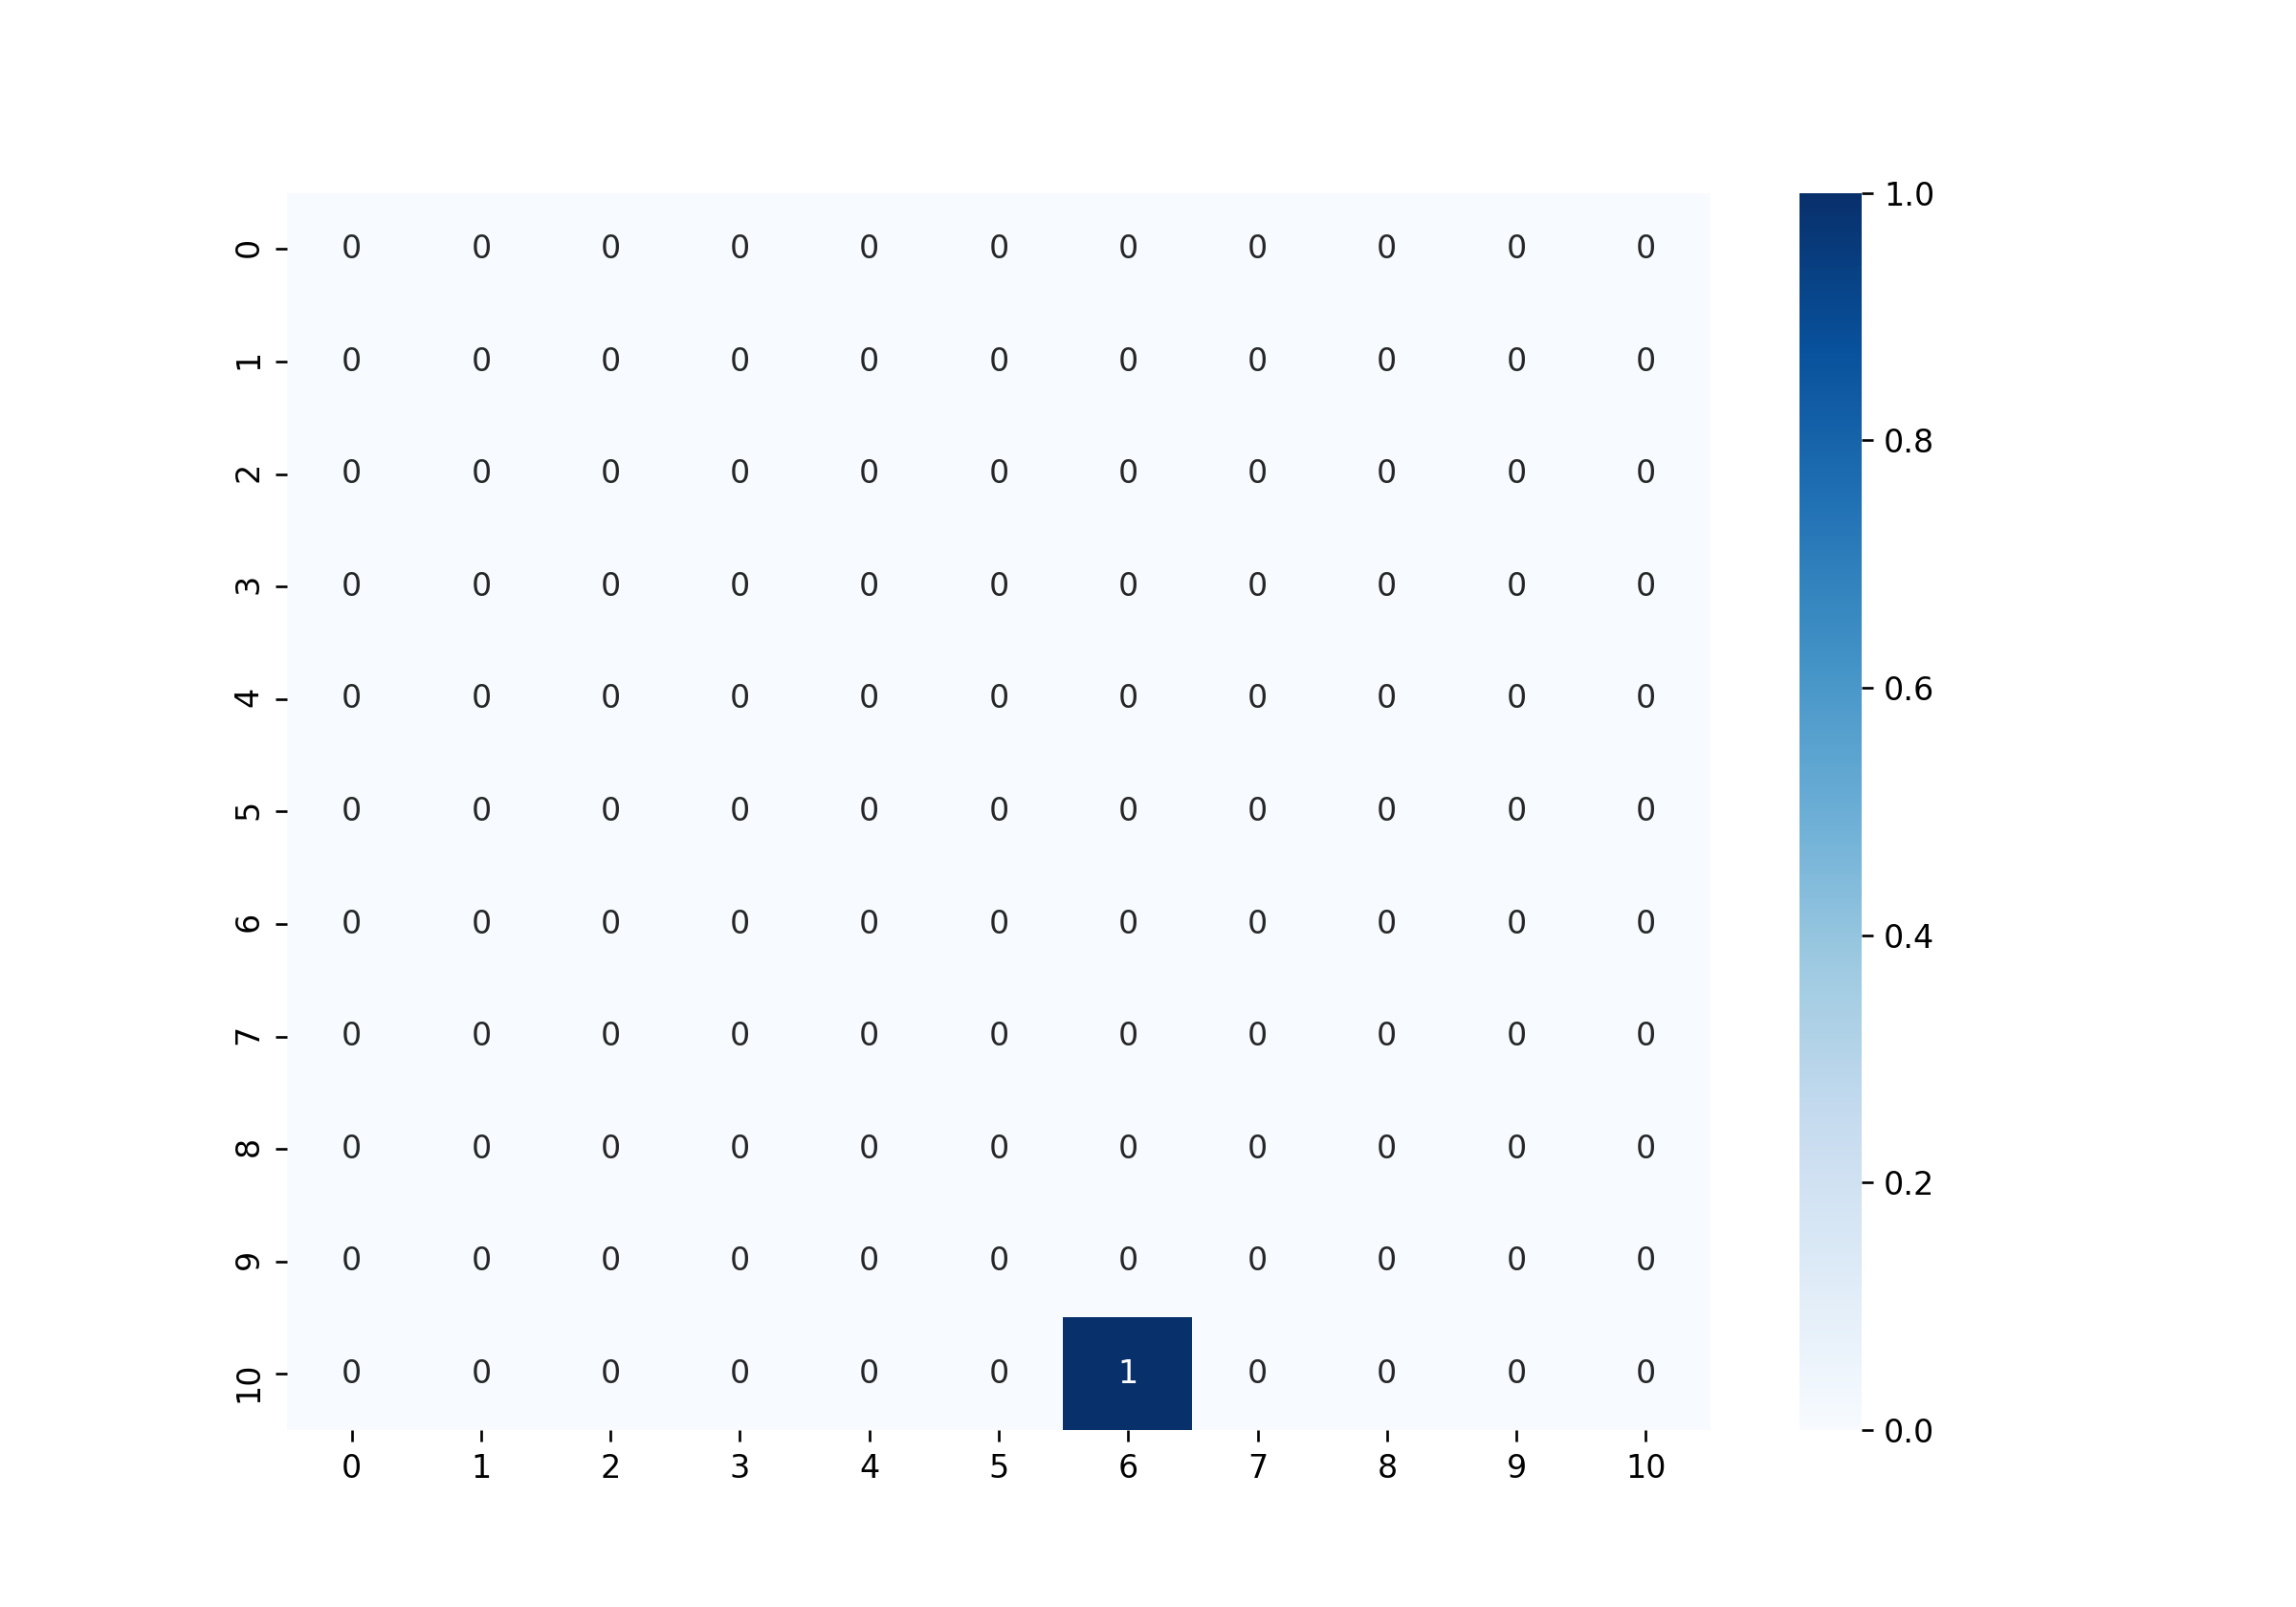 1.0
0 0 0 0 0 0 0 0 0 0 0 0
1 0 0 0 0 0 0 0 0 0 0 0
0.8
2 0 0 0 0 0 0 0 0 0 0 0
3 0 0 0 0 0 0 0 0 0 0 0
0.6
4 0 0 0 0 0 0 0 0 0 0 0
5 0 0 0 0 0 0 0 0 0 0 0
6 0 0 0 0 0 0 0 0 0 0 0
0.4
7 0 0 0 0 0 0 0 0 0 0 0
8 0 0 0 0 0 0 0 0 0 0 0
0.2
9 0 0 0 0 0 0 0 0 0 0 0
10 0 0 0 0 0 0 1 0 0 0 0
0.0
0 1 2 3 4 5 6 7 8 9 10